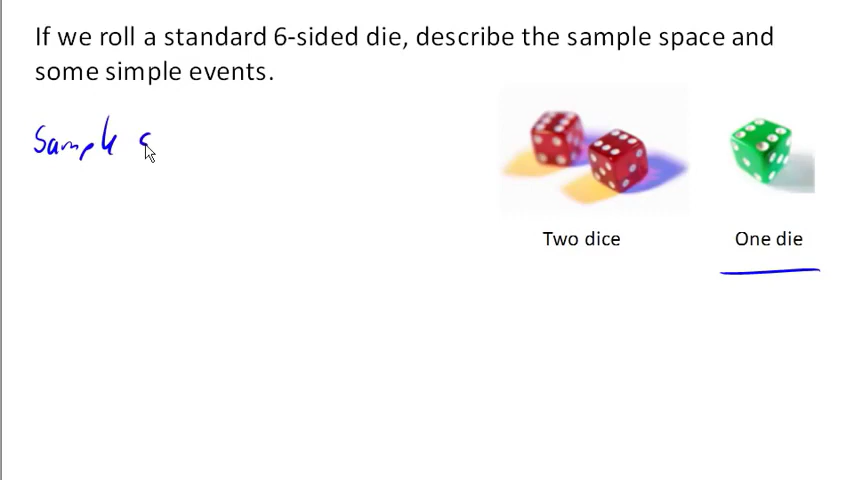 If we roll a standard 6-sided die, describe the sample space and
some simple events.
Sample s
Two dice
One die